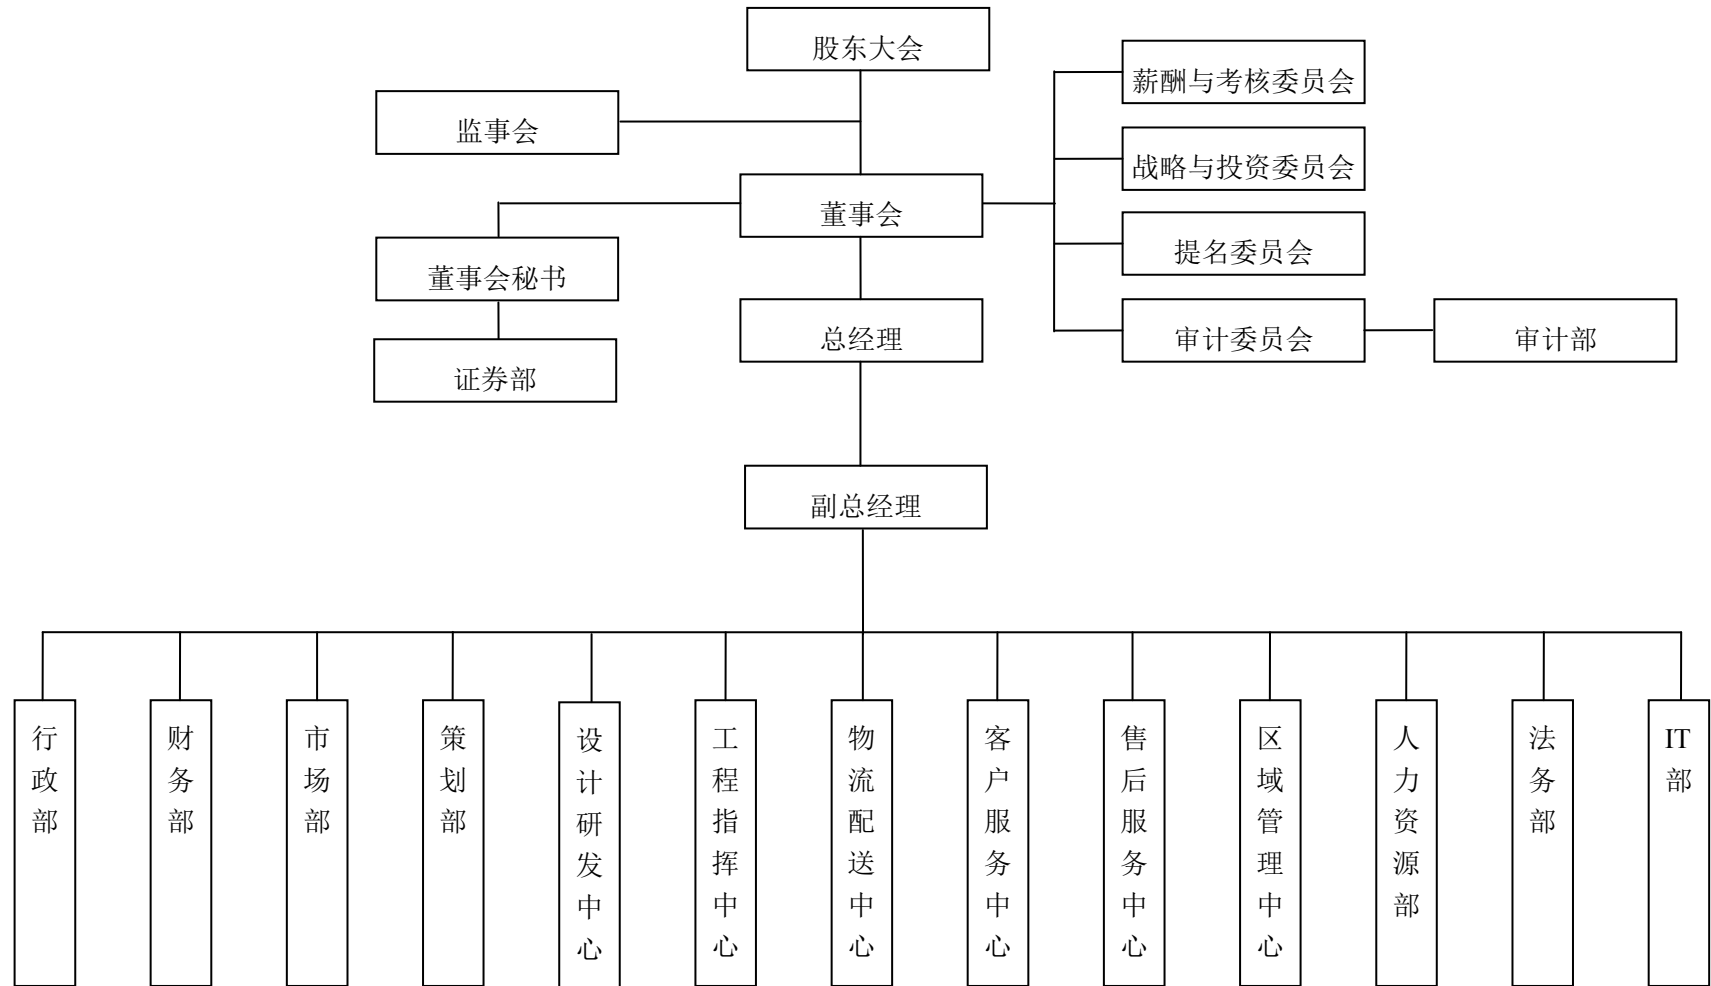 股东大会
薪酬与考核委员会
监事会
战略与投资委员会
董事会
提名委员会
董事会秘书
总经理
审计委员会
审计部
证券部
副总经理
行政部
财务部
市场部
策划部
设计研发中心
工程指挥中心
物流配送中心
客户服务中心
售后服务中心
区域管理中心
人力资源部
法务部
IT部